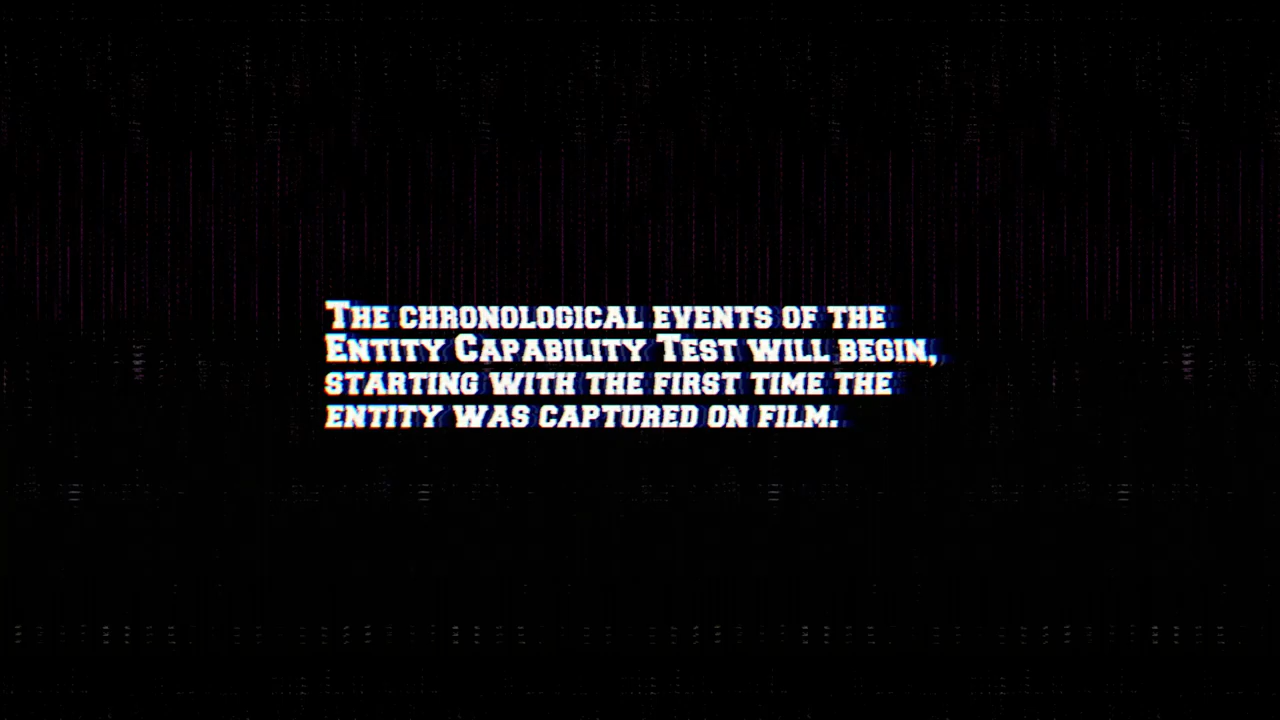 The chronological events of the
Entity Capability Test will begin,
starting with the first time the
entity was captured on film.